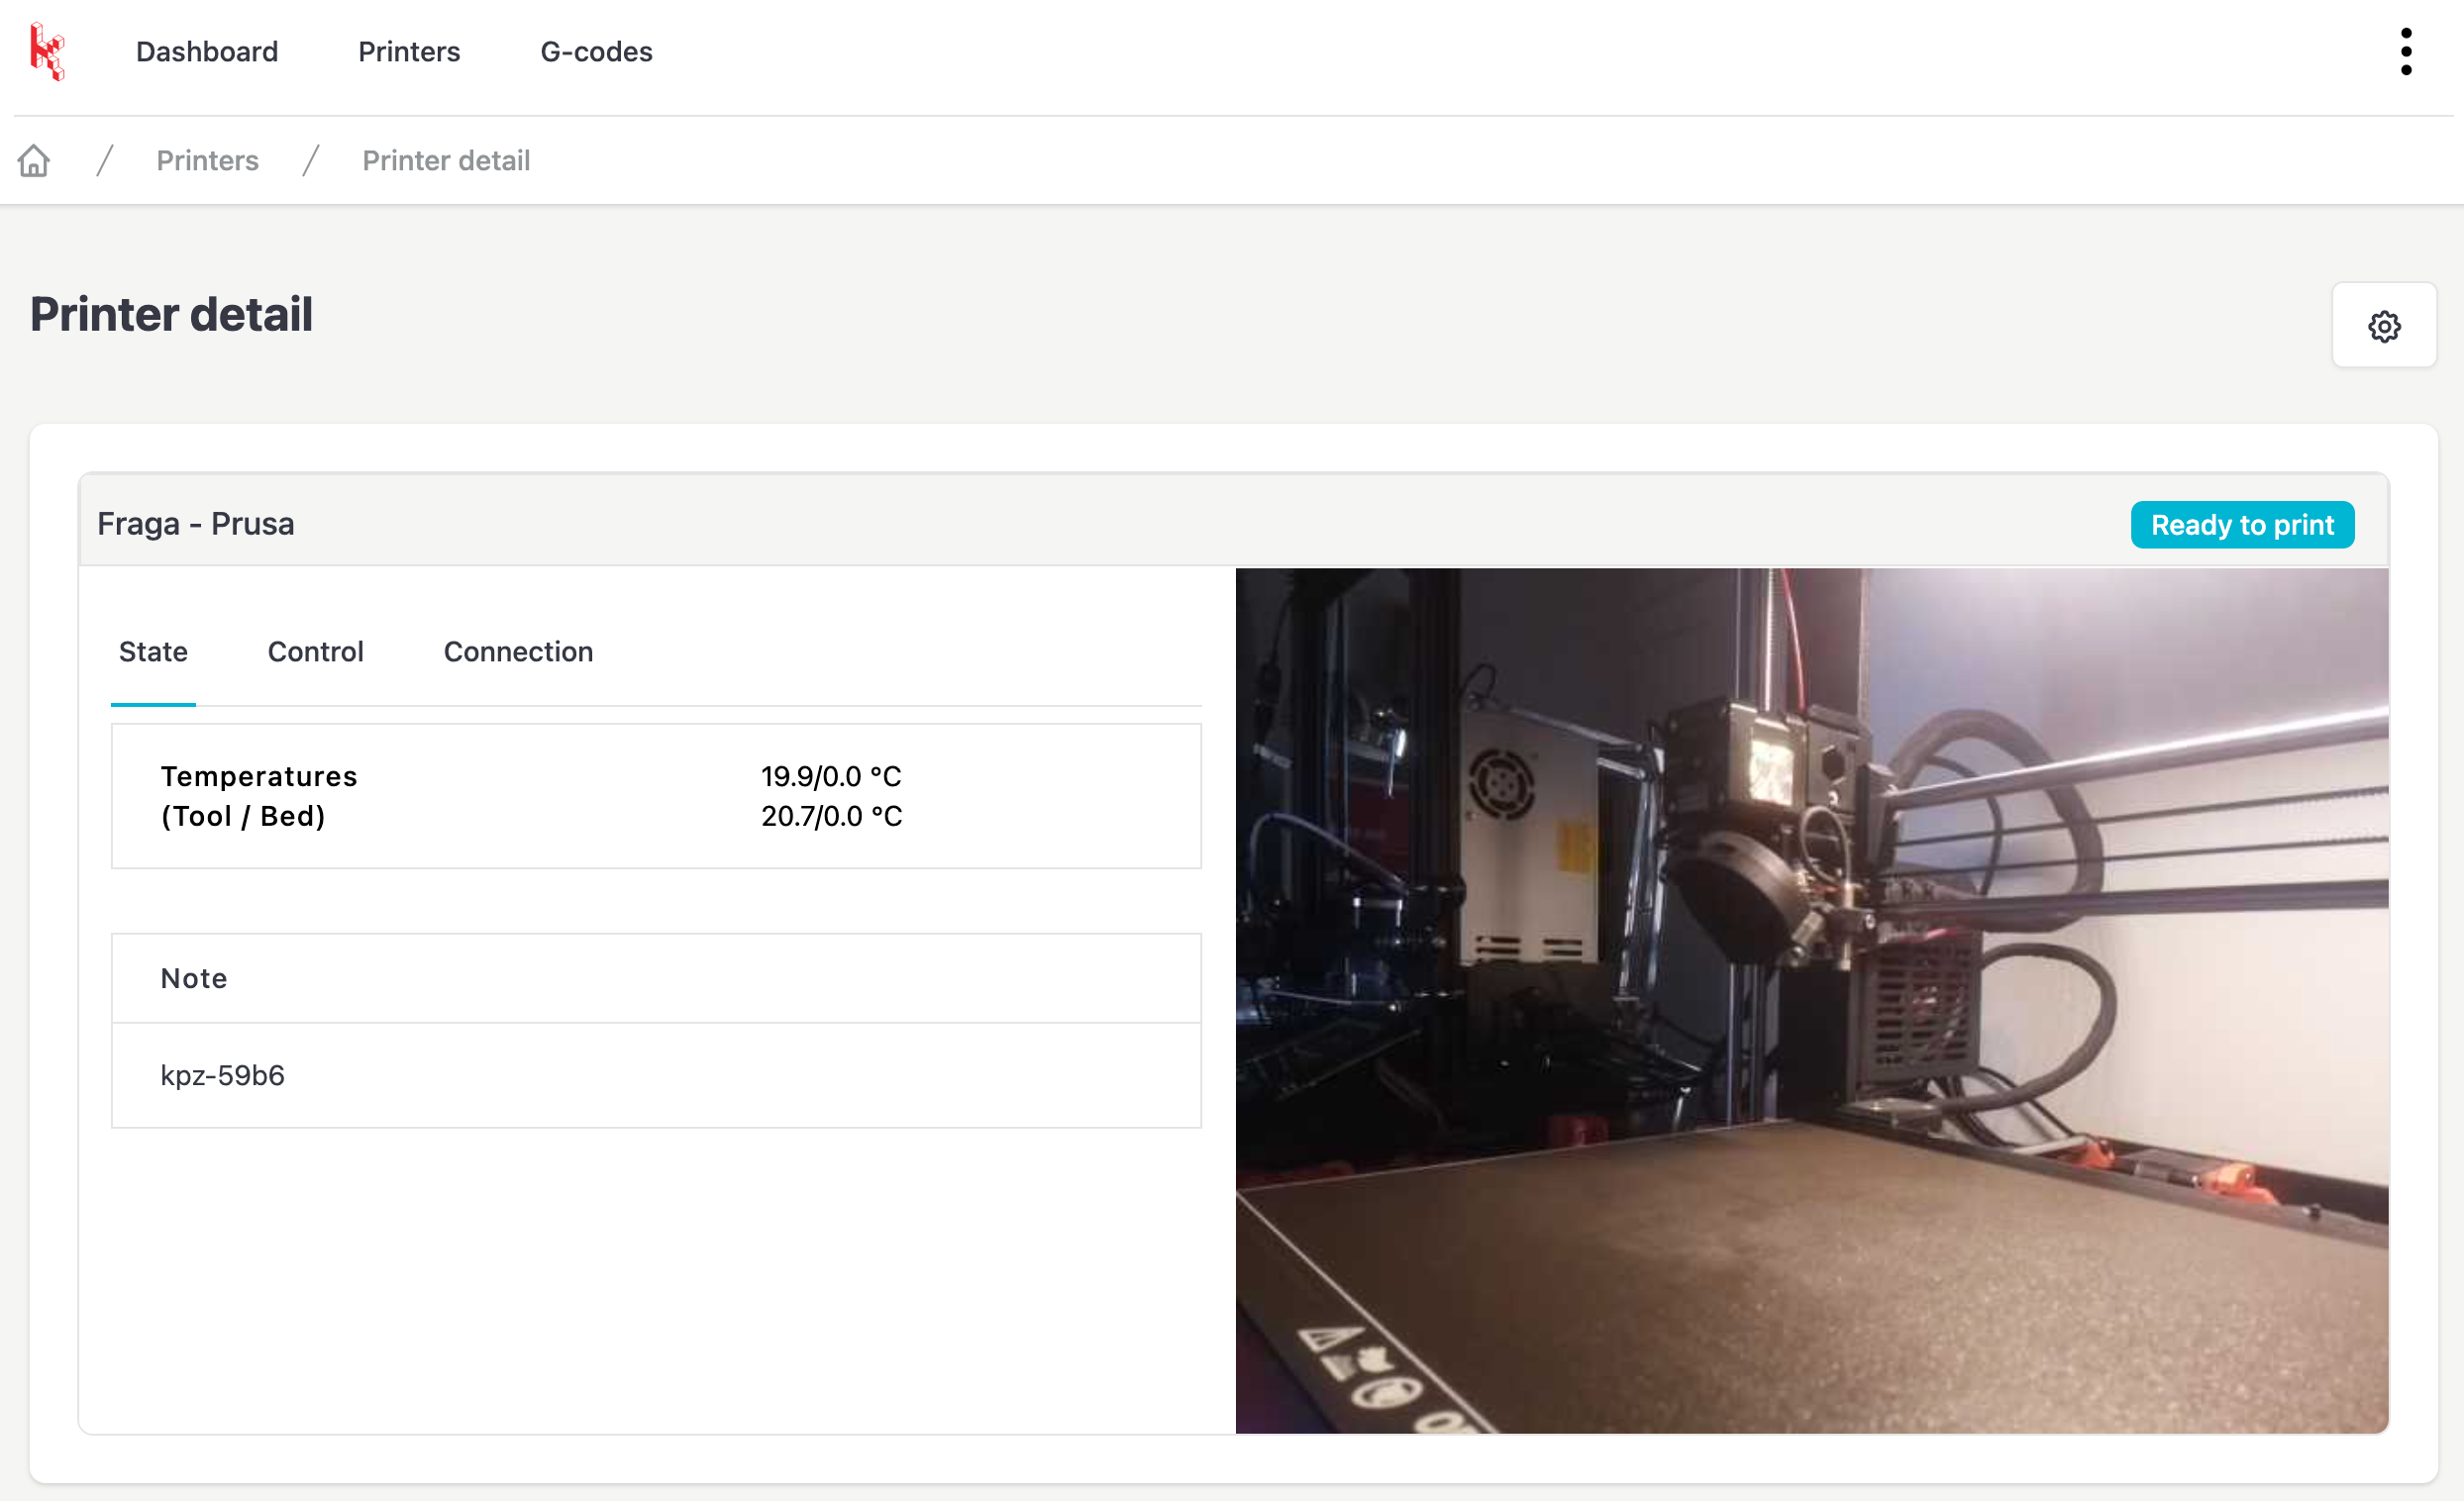 Dashboard
Printers
G-codes
Printers / Printer detail
Printer detail
Fraga - Prusa
Ready to print
State
Control
Connection
Temperatures
(Tool / Bed)
19.9/0.0 °C
20.7/0.0 °C
Note
kpz-59b6